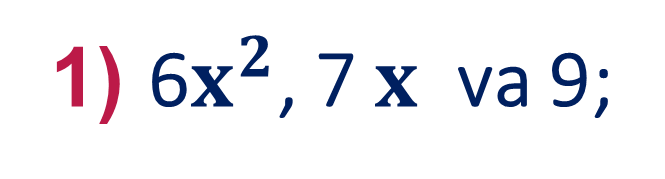 1) 6x², 7 x va 9;